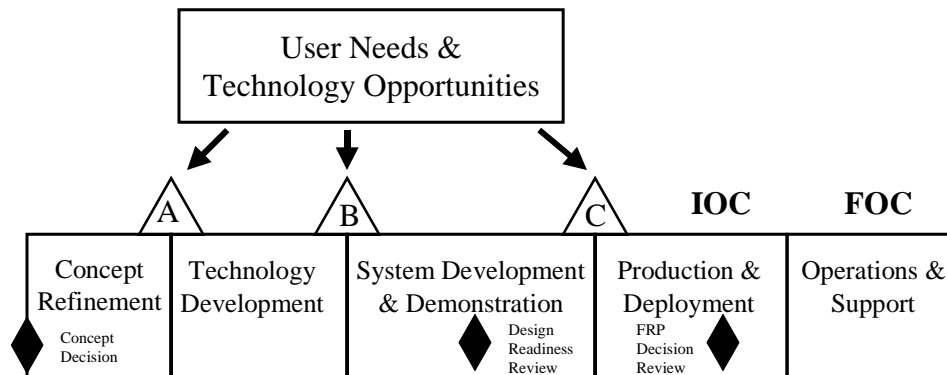 User Needs &
Technology Opportunities
A
B
C
IOC
FOC
Concept
Refinement
Technology
Development
System Development
& Demonstration
Production &
Deployment
Operations &
Support
Concept
Decision
Design
Readiness
Review
FRP
Decision
Review